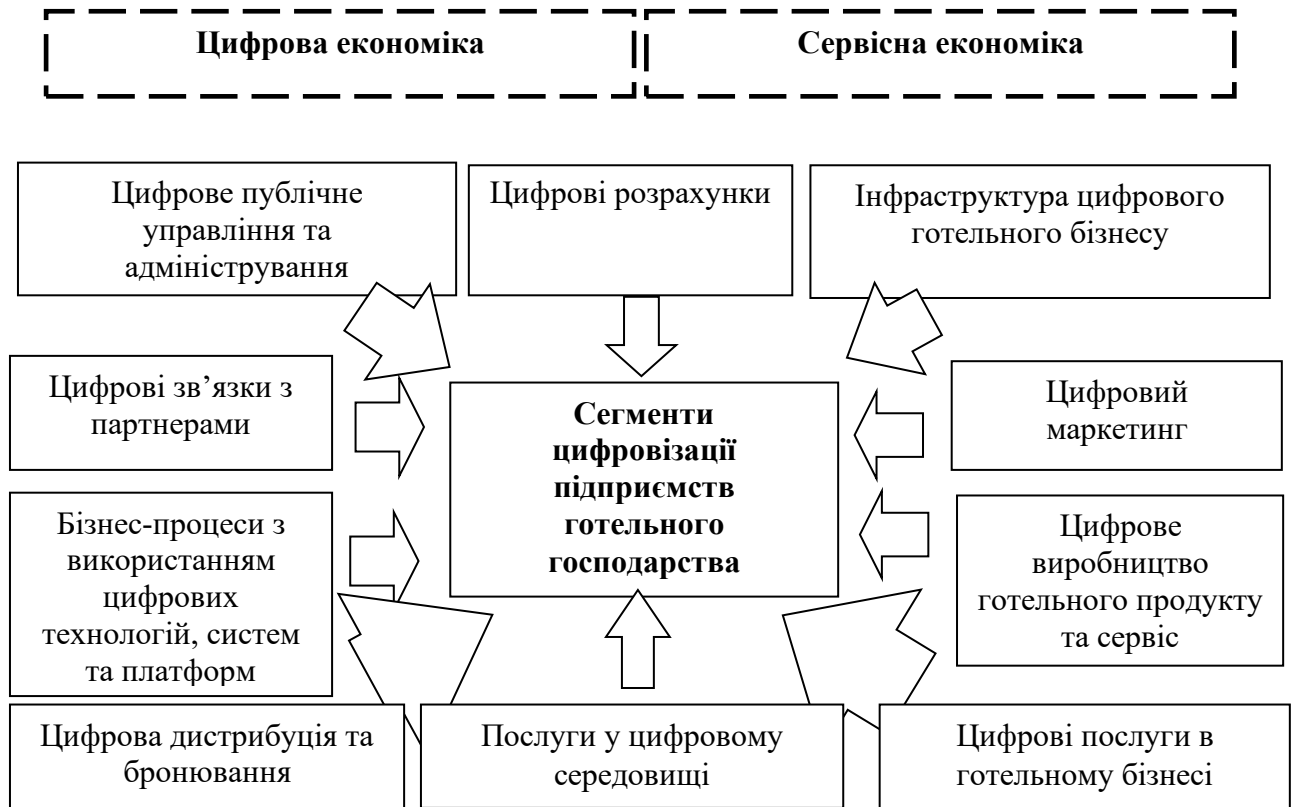 Цифрова економіка
Сервісна економіка
Цифрове публічне
управління та
адміністрування
Цифрові розрахунки
Інфраструктура цифрового
готельного бізнесу
Цифрові зв’язки з
партнерами
Сегменти
цифровізації
підприємств
готельного
господарства
Цифровий
маркетинг
Бізнес-процеси з
використанням
цифрових
технологій, систем
та платформ
Цифрове
виробництво
готельного продукту
та сервіс
Цифрова дистрибуція та
бронювання
Послуги у цифровому
середовищі
Цифрові послуги в
готельному бізнесі